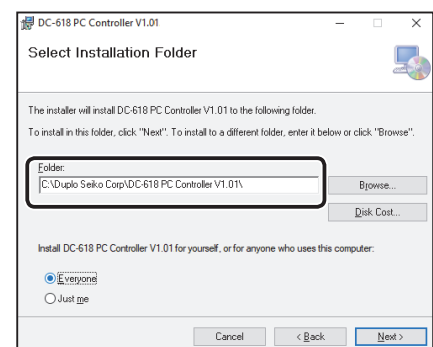 DC-618 PC Controller V1.01
Select Installation Folder
The installer will install DC-618 PC Controller V1.01 to the following folder.
To install in this folder, click "Next". To install to a different folder, enter it below or click "Browse".
Folder:
C:\Duplo Seiko Corp\DC-618 PC Controller V1.01\
Browse...
Disk Cost...
Install DC-618 PC Controller V1.01 for yourself, or for anyone who uses this computer:
Everyone
Just me
Cancel
< Back
Next >